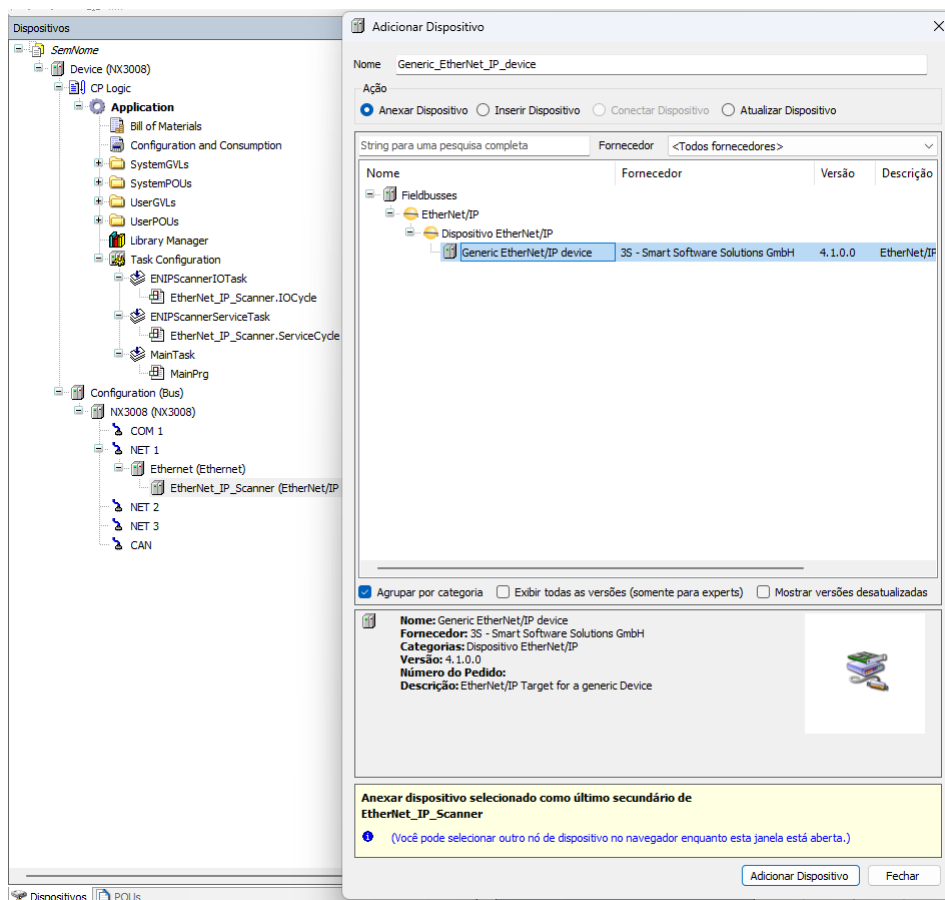 Dispositivos
SemNome
Device (NX3008)
CP Logic
Application
Bill of Materials
Configuration and Consumption
SystemGVLs
SystemPOUs
UserGVLs
UserPOUs
Library Manager
Task Configuration
ENIPScannerIOTask
EtherNet_IP_Scanner.IOCycle
ENIPScannerServiceTask
EtherNet_IP_Scanner.ServiceCycle
MainTask
MainPrg
Configuration (Bus)
NX3008 (NX3008)
COM 1
NET 1
Ethernet (Ethernet)
EtherNet_IP_Scanner (EtherNet/IP
NET 2
NET 3
CAN
Dispositivos POUs
Adicionar Dispositivo
Nome Generic_EtherNet_IP_device
Ação
Anexar Dispositivo Inserir Dispositivo Conectar Dispositivo Atualizar Dispositivo
String para uma pesquisa completa Fornecedor <Todos fornecedores>
Nome Fornecedor Versão Descrição
Fieldbusses
EtherNet/IP
Dispositivo EtherNet/IP
Generic EtherNet/IP device 3S - Smart Software Solutions GmbH 4.1.0.0 EtherNet/IP
Agrupar por categoria Exibir todas as versões (somente para experts) Mostrar versões desatualizadas
Nome: Generic EtherNet/IP device
Fornecedor: 3S - Smart Software Solutions GmbH
Categorias: Dispositivo EtherNet/IP
Versão: 4.1.0.0
Número do Pedido:
Descrição: EtherNet/IP Target for a generic Device
Anexar dispositivo selecionado como último secundário de
EtherNet_IP_Scanner
(Você pode selecionar outro nó de dispositivo no navegador enquanto esta janela está aberta.)
Adicionar Dispositivo Fechar